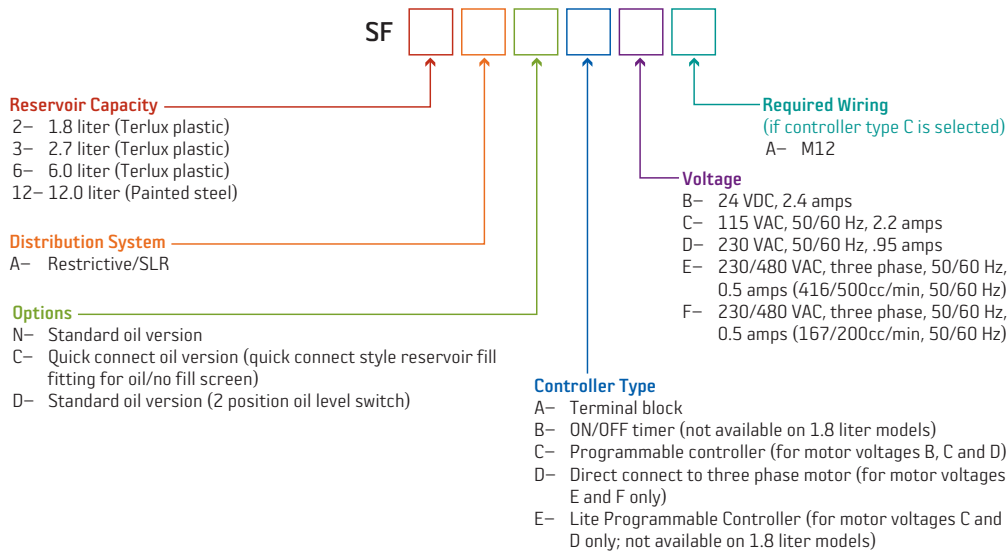 SF
Reservoir Capacity
2– 1.8 liter (Terlux plastic)
3– 2.7 liter (Terlux plastic)
6– 6.0 liter (Terlux plastic)
12– 12.0 liter (Painted steel)
Distribution System
A– Restrictive/SLR
Options
N– Standard oil version
C– Quick connect oil version (quick connect style reservoir fill
fitting for oil/no fill screen)
D– Standard oil version (2 position oil level switch)
Controller Type
A– Terminal block
B– ON/OFF timer (not available on 1.8 liter models)
C– Programmable controller (for motor voltages B, C and D)
D– Direct connect to three phase motor (for motor voltages
E and F only)
E– Lite Programmable Controller (for motor voltages C and
D only; not available on 1.8 liter models)
Voltage
B– 24 VDC, 2.4 amps
C– 115 VAC, 50/60 Hz, 2.2 amps
D– 230 VAC, 50/60 Hz, .95 amps
E– 230/480 VAC, three phase, 50/60 Hz,
0.5 amps (416/500cc/min, 50/60 Hz)
F– 230/480 VAC, three phase, 50/60 Hz,
0.5 amps (167/200cc/min, 50/60 Hz)
Required Wiring
(if controller type C is selected)
A– M12